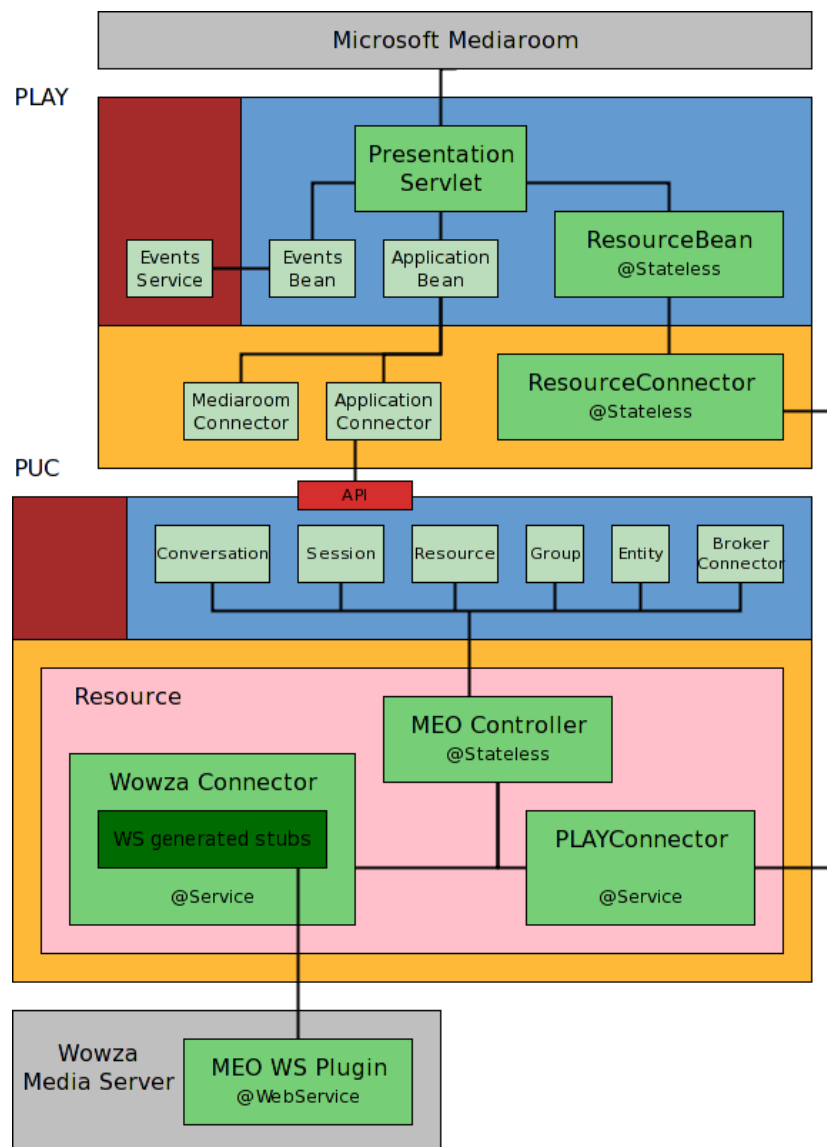 Microsoft Mediaroom
PLAY
Presentation
Servlet
Events
Service
Events
Bean
Application
Bean
ResourceBean
@Stateless
Mediaroom
Connector
Application
Connector
ResourceConnector
@Stateless
PUC
API
Conversation
Session
Resource
Group
Entity
Broker
Connector
Resource
MEO Controller
@Stateless
Wowza Connector
WS generated stubs
@Service
PLAYConnector
@Service
Wowza
Media Server
MEO WS Plugin
@WebService